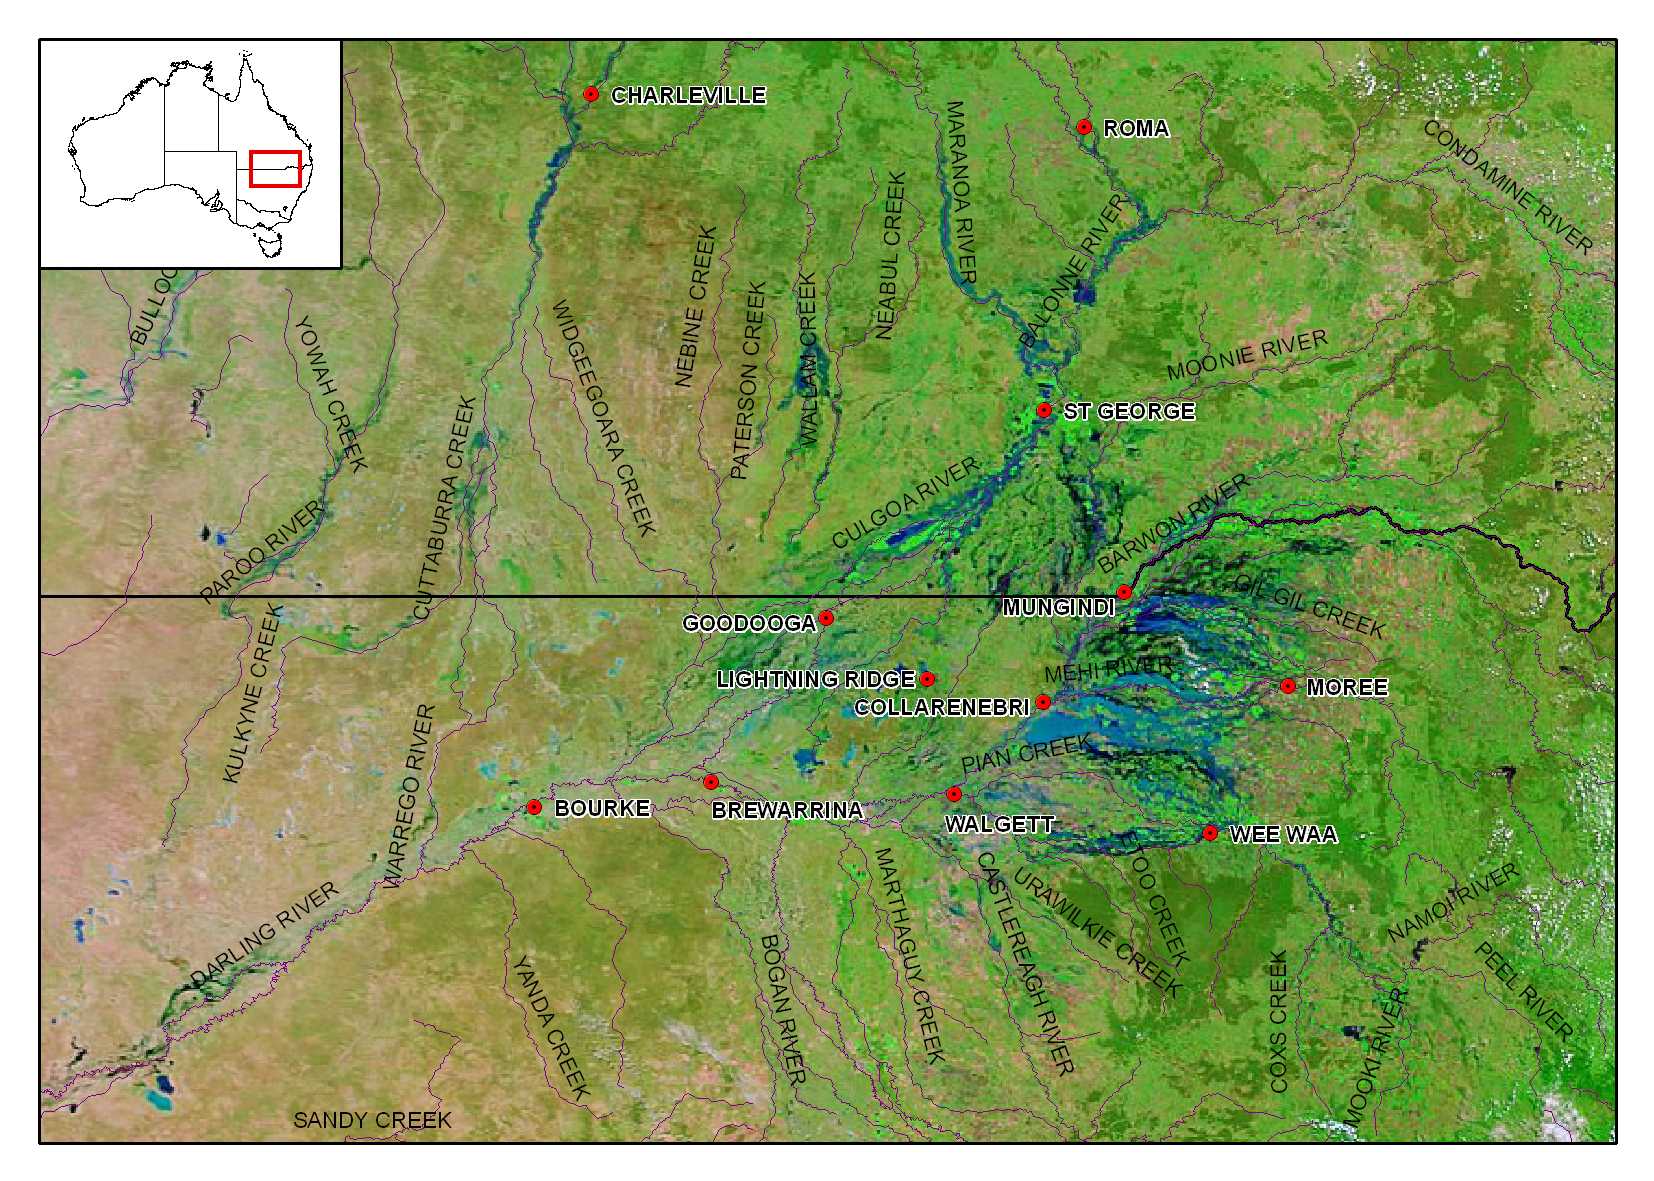 CHARLEVILLE
ROMA
CONDAMINE RIVER
MARANOA RIVER
BALONNE RIVER
NEABUL CREEK
NEBINE CREEK
PATERSON CREEK
WALLAM CREEK
WIDGEEGOARA CREEK
YOWAH CREEK
BULLOO
MOONIE RIVER
ST GEORGE
CUTTABURRA CREEK
CULGOA RIVER
BARWON RIVER
PAROO RIVER
MUNGINDI
GIL GIL CREEK
GOODOOGA
KULKYNE CREEK
MEHI RIVER
LIGHTNING RIDGE
MOREE
COLLARENEBRI
WARREGO RIVER
PIAN CREEK
BOURKE
BREWARRINA
WALGETT
WEE WAA
ETOO CREEK
URAWILKIE CREEK
CASTLEREAGH RIVER
MARTHAGUY CREEK
NAMOI RIVER
DARLING RIVER
YANDA CREEK
BOGAN RIVER
COXS CREEK
PEEL RIVER
MOOKI RIVER
SANDY CREEK